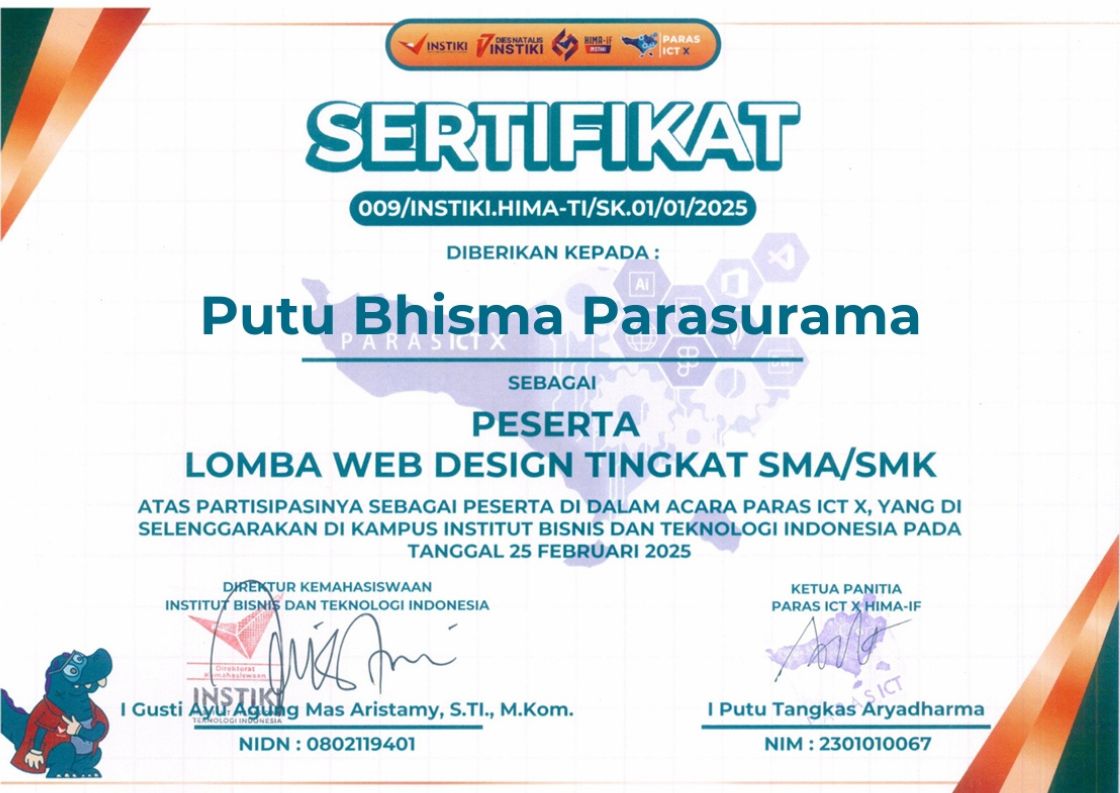 INSTIKI DIES NATALIS INSTIKI HIMA-IF INSTIKI PARAS ICT X
SERTIFIKAT
009/INSTIKI.HIMA-TI/SK.01/01/2025
DIBERIKAN KEPADA :
Ai
Putu Bhisma Parasurama
PARAS ICT X
SEBAGAI
PESERTA
LOMBA WEB DESIGN TINGKAT SMA/SMK
ATAS PARTISIPASINYA SEBAGAI PESERTA DI DALAM ACARA PARAS ICT X, YANG DI
SELENGGARAKAN DI KAMPUS INSTITUT BISNIS DAN TEKNOLOGI INDONESIA PADA
TANGGAL 25 FEBRUARI 2025
DIREKTUR KEMAHASISWAAN
INSTITUT BISNIS DAN TEKNOLOGI INDONESIA
Direktorat
Kemahasiswaan
INSTIKI
TEKNOLOGI INDONESIA
I Gusti Ayu Agung Mas Aristamy, S.TI., M.Kom.
NIDN : 0802119401
KETUA PANITIA
PARAS ICT X HIMA-IF
PARAS ICT
I Putu Tangkas Aryadharma
NIM : 2301010067